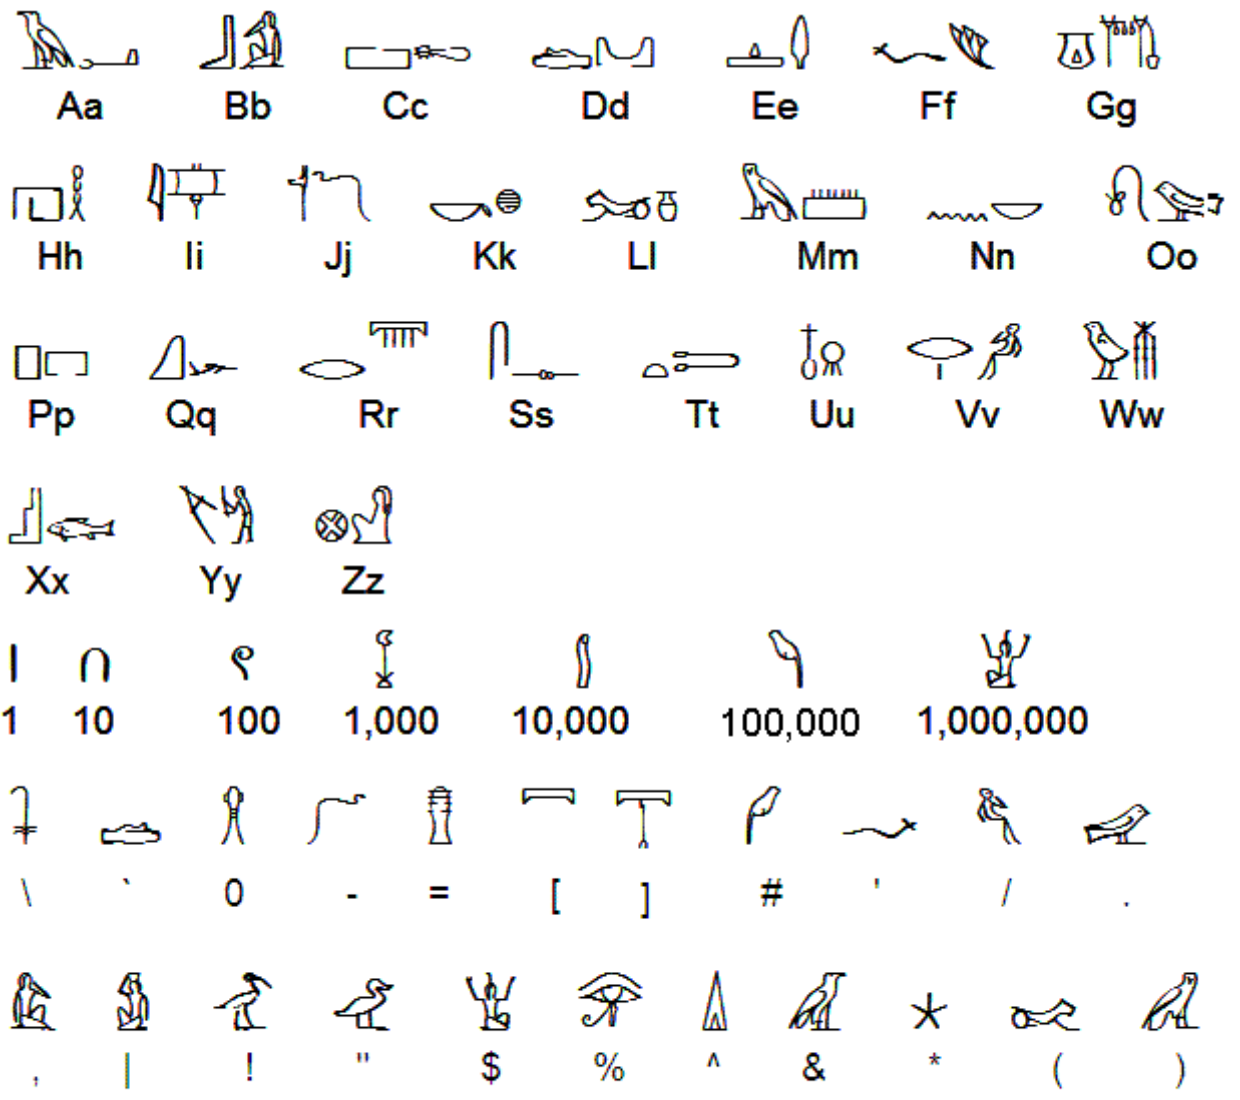 Aa Bb Cc Dd Ee Ff Gg
Hh Ii Jj Kk Ll Mm Nn Oo
Pp Qq Rr Ss Tt Uu Vv Ww
Xx Yy Zz
1 10 100 1,000 10,000 100,000 1,000,000
\ ` 0 - = [ ] # ' / .
, | ! " $ % ^ & * ( )